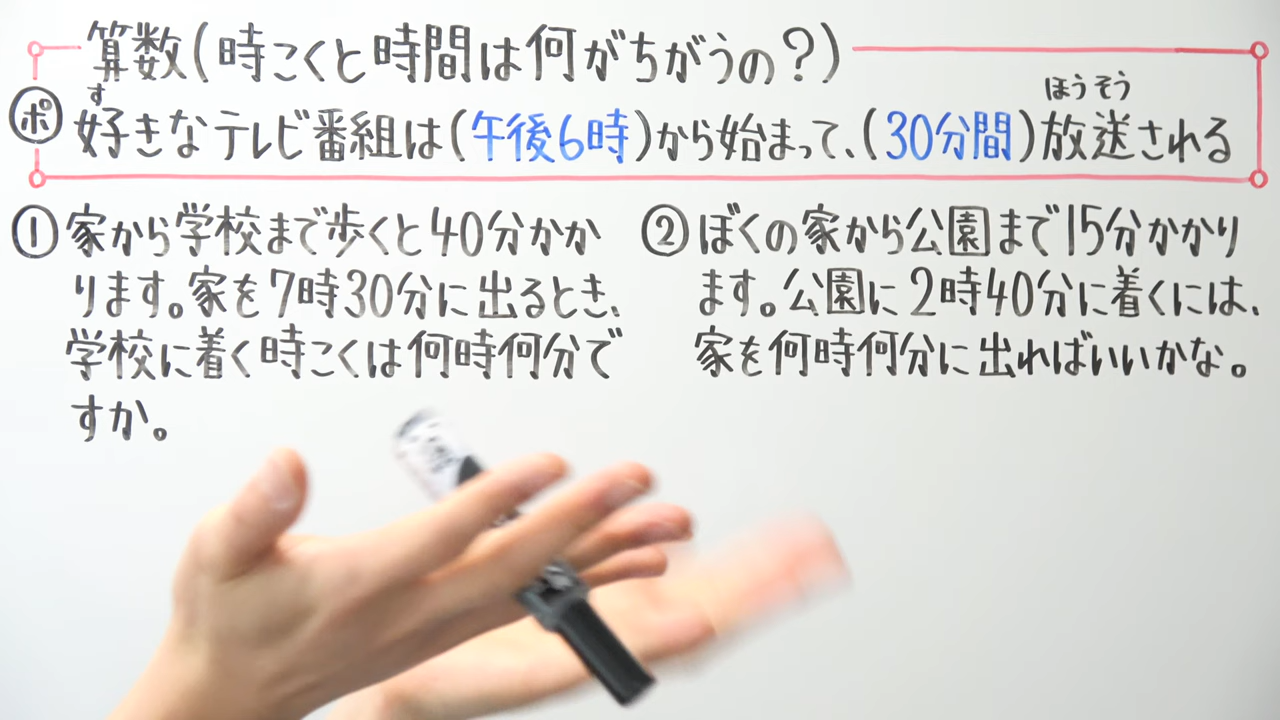 算数(時こくと時間は何がちがうの?)
す ほうそう
ポ 好きなテレビ番組は(午後6時)から始まって、(30分間)放送される
① 家から学校まで歩くと40分かか
ります。家を7時30分に出るとき、
学校に着く時こくは何時何分で
すか。
② ぼくの家から公園まで15分かかり
ます。公園に2時40分に着くには、
家を何時何分に出ればいいかな。